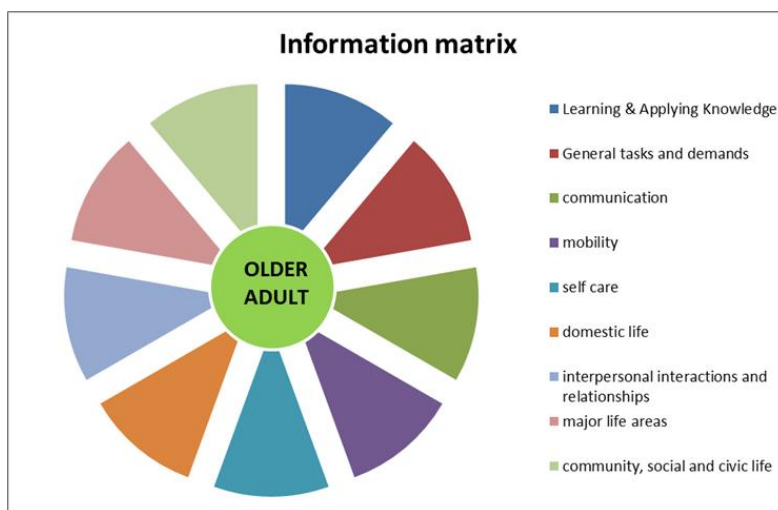 Information matrix
OLDER
ADULT
Learning & Applying Knowledge
General tasks and demands
communication
mobility
self care
domestic life
interpersonal interactions and
relationships
major life areas
community, social and civic life